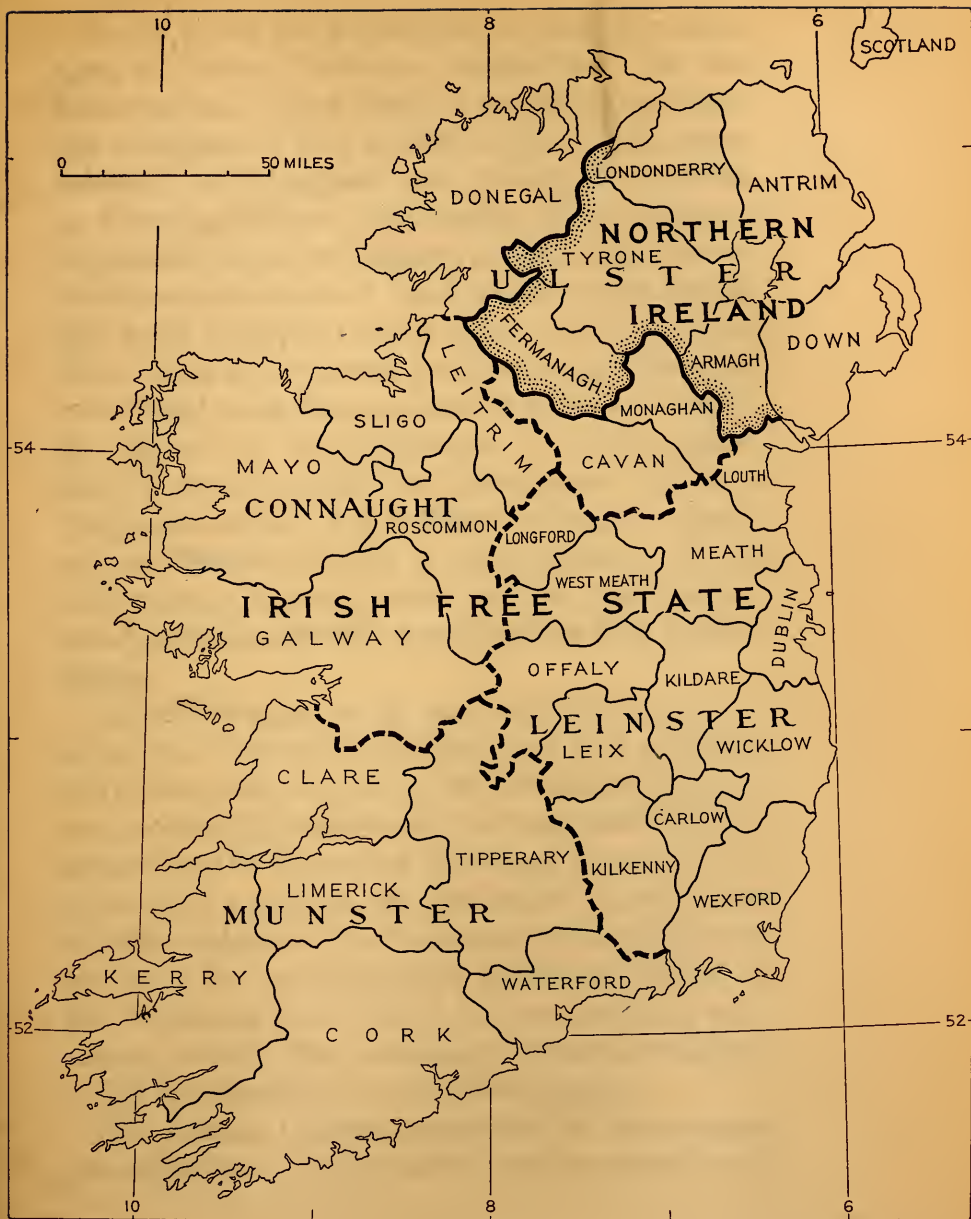 10 8 6
SCOTLAND
0 50 MILES
LONDONDERRY
ANTRIM
DONEGAL
NORTHERN
TYRONE
ULSTER
IRELAND
FERMANAGH
DOWN
ARMAGH
LEITRIM
MONAGHAN
SLIGO
54 54
MAYO
CAVAN
LOUTH
CONNAUGHT
ROSCOMMON
LONGFORD
MEATH
WEST MEATH
IRISH FREE STATE
DUBLIN
GALWAY
OFFALY
KILDARE
LEINSTER
LEIX
WICKLOW
CLARE
CARLOW
TIPPERARY
KILKENNY
LIMERICK
WEXFORD
MUNSTER
KERRY
WATERFORD
52 52
CORK
10 8 6